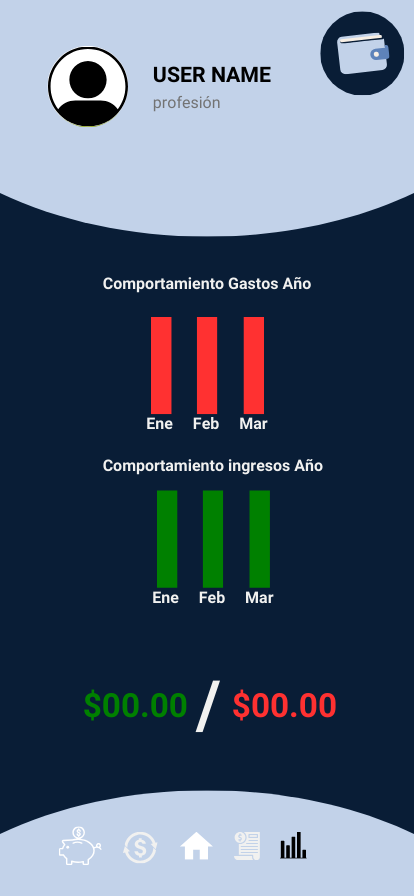 USER NAME
profesión
Comportamiento Gastos Año
Ene Feb Mar
Comportamiento ingresos Año
Ene Feb Mar
$00.00 / $00.00